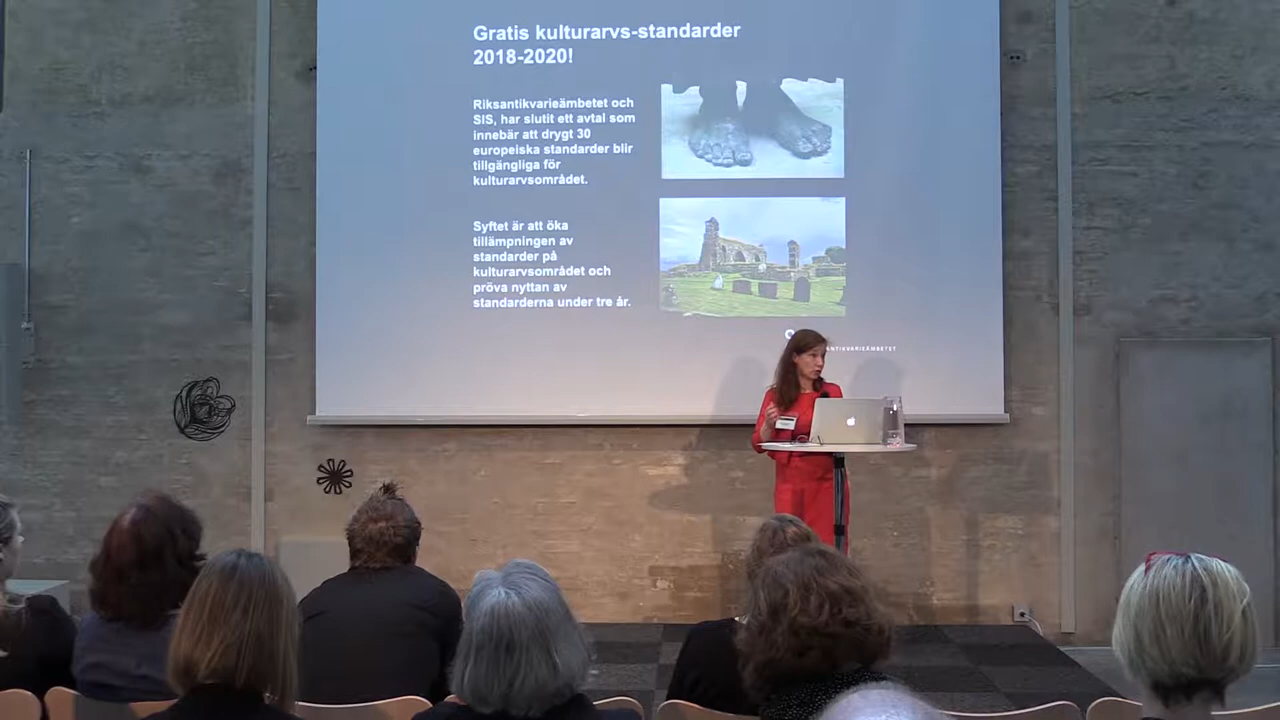 Gratis kulturarvs-standarder
2018-2020!
Riksantikvarieämbetet och
SIS, har slutit ett avtal som
innebär att drygt 30
europeiska standarder blir
tillgängliga för
kulturarvsområdet.
Syftet är att öka
tillämpningen av
standarder på
kulturarvsområdet och
pröva nyttan av
standarderna under tre år.
ANTIKVARIEÄMBETET